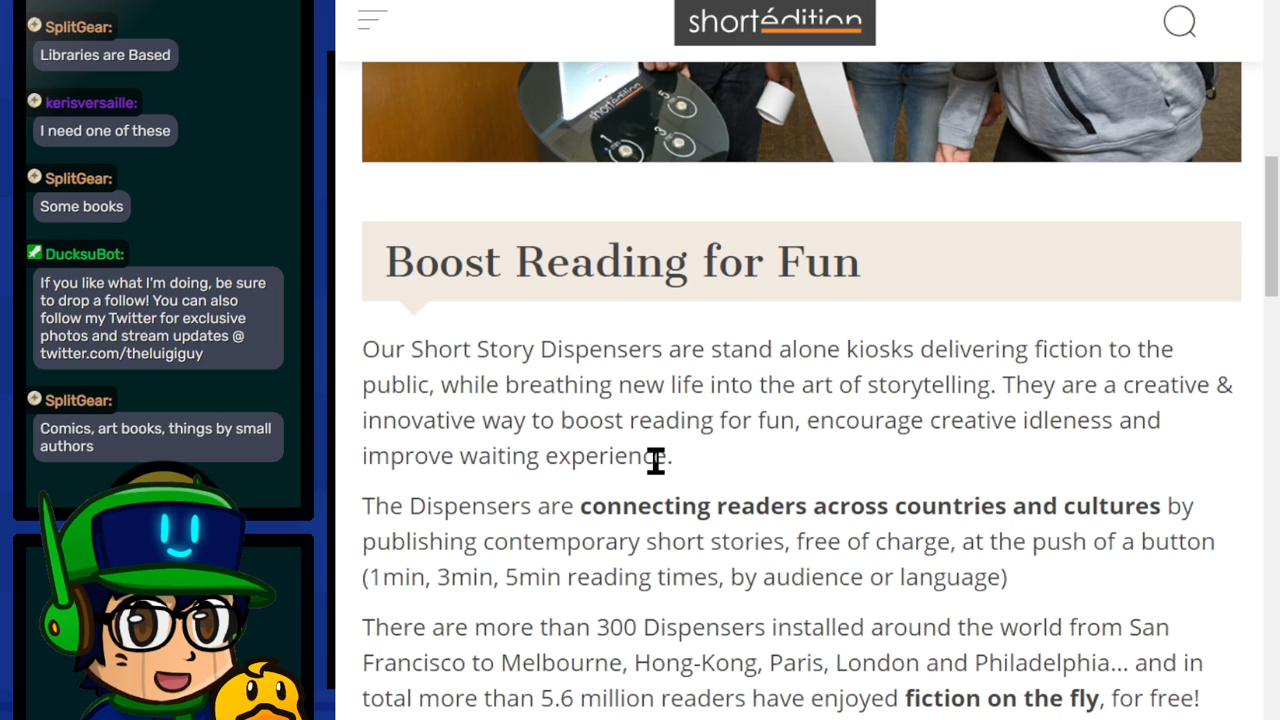 SplitGear:
Libraries are Based
kerisversaille:
I need one of these
SplitGear:
Some books
DucksuBot:
If you like what I'm doing, be sure
to drop a follow! You can also
follow my Twitter for exclusive
photos and stream updates @
twitter.com/theluigiguy
SplitGear:
Comics, art books, things by small
authors
shortédition
shortédition
1
3
5
Boost Reading for Fun
Our Short Story Dispensers are stand alone kiosks delivering fiction to the
public, while breathing new life into the art of storytelling. They are a creative &
innovative way to boost reading for fun, encourage creative idleness and
improve waiting experience.
The Dispensers are connecting readers across countries and cultures by
publishing contemporary short stories, free of charge, at the push of a button
(1min, 3min, 5min reading times, by audience or language)
There are more than 300 Dispensers installed around the world from San
Francisco to Melbourne, Hong-Kong, Paris, London and Philadelphia... and in
total more than 5.6 million readers have enjoyed fiction on the fly, for free!